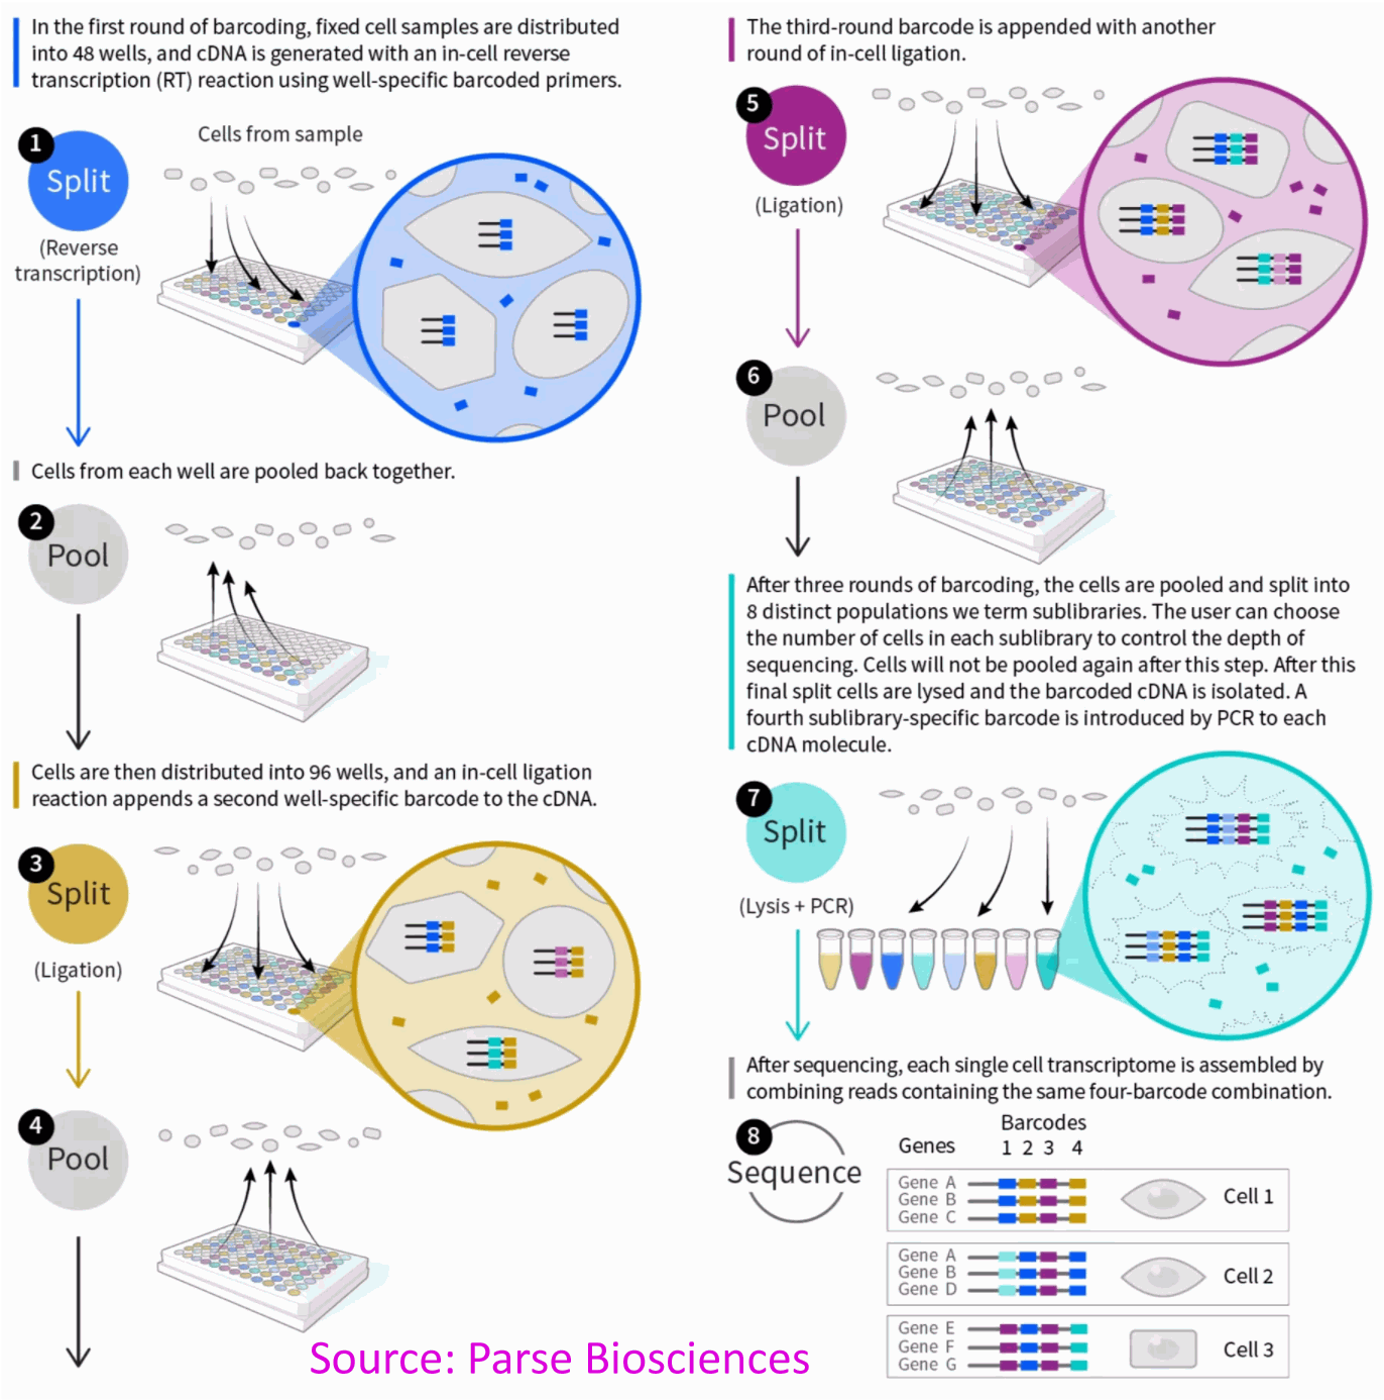 In the first round of barcoding, fixed cell samples are distributed
into 48 wells, and cDNA is generated with an in-cell reverse
transcription (RT) reaction using well-specific barcoded primers.
1
Split
(Reverse
transcription)
Cells from sample
Cells from each well are pooled back together.
2
Pool
Cells are then distributed into 96 wells, and an in-cell ligation
reaction appends a second well-specific barcode to the cDNA.
3
Split
(Ligation)
4
Pool
The third-round barcode is appended with another
round of in-cell ligation.
5
Split
(Ligation)
6
Pool
After three rounds of barcoding, the cells are pooled and split into
8 distinct populations we term sublibraries. The user can choose
the number of cells in each sublibrary to control the depth of
sequencing. Cells will not be pooled again after this step. After this
final split cells are lysed and the barcoded cDNA is isolated. A
fourth sublibrary-specific barcode is introduced by PCR to each
cDNA molecule.
7
Split
(Lysis + PCR)
After sequencing, each single cell transcriptome is assembled by
combining reads containing the same four-barcode combination.
8
Sequence
Barcodes
Genes 1 2 3 4
Gene A
Gene B
Gene C
Cell 1
Gene A
Gene B
Gene D
Cell 2
Gene E
Gene F
Gene G
Cell 3
Source: Parse Biosciences